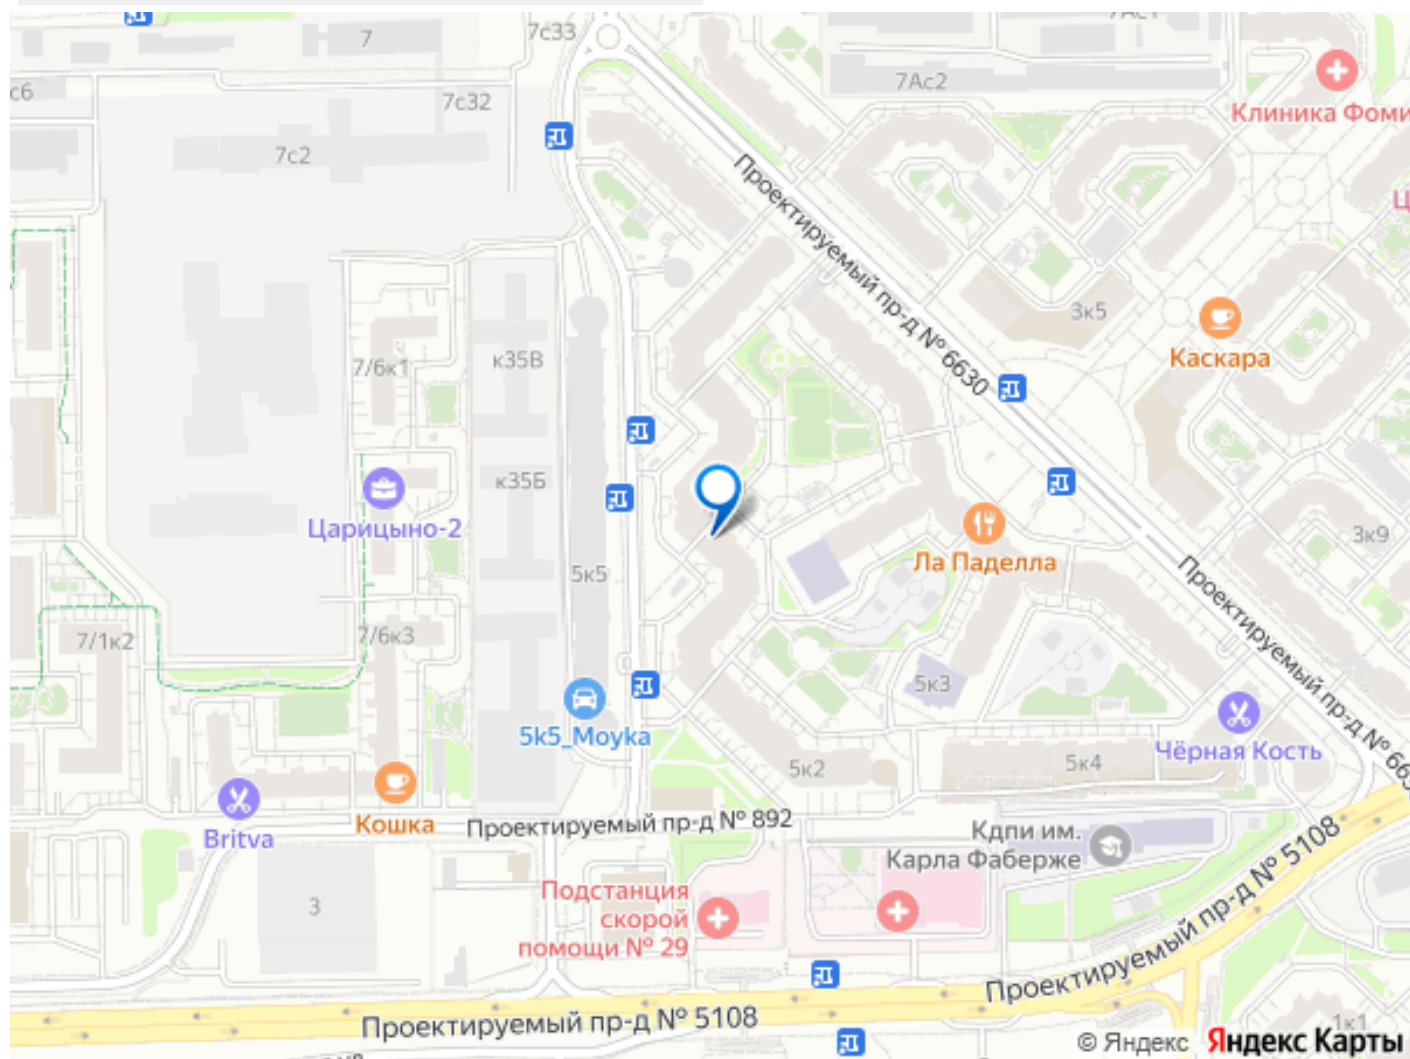 7с33
7
7Ас1
с6
7с32
7Ас2
Клиника Фоми
7с2
Ц
Проектируемый пр-д № 6630
3к5
Каскара
к35В
7/6к1
к35Б
Царицыно-2
Ла Паделла
3к9
5к5
Проектируемый пр-д № 663
7/1к2
7/6к3
5к3
5k5_Moyka
Чёрная Кость
5к2
5к4
Britva
Кошка
Проектируемый пр-д № 892
Кдпи им.
Карла Фаберже
Подстанция
скорой
помощи № 29
3
Проектируемый пр-д № 5108
Проектируемый пр-д № 5108
1к1
© Яндекс Яндекс Карты